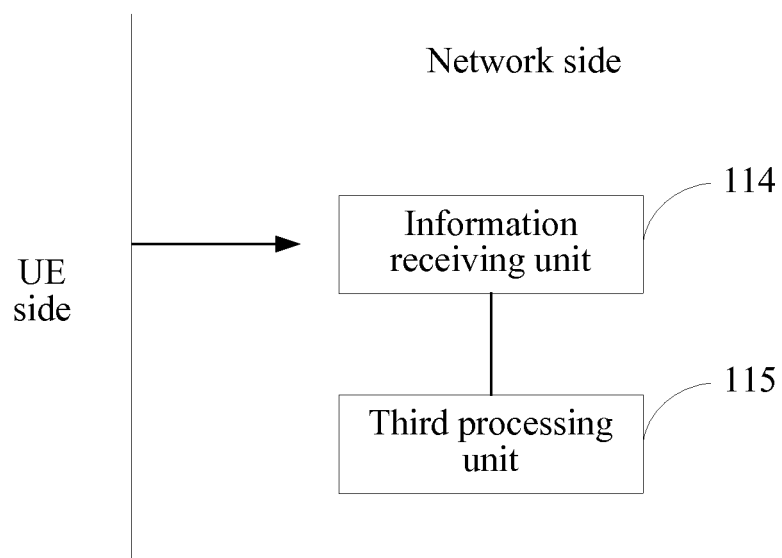 Network side
114
Information
receiving unit
UE
side
115
Third processing
unit